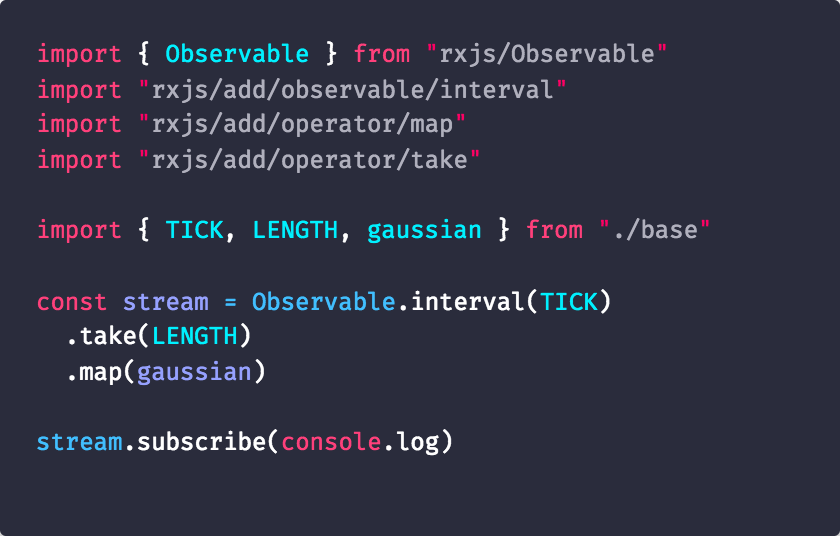 import { Observable } from "rxjs/Observable"
import "rxjs/add/observable/interval"
import "rxjs/add/operator/map"
import "rxjs/add/operator/take"
import { TICK, LENGTH, gaussian } from "./base"
const stream = Observable.interval(TICK)
.take(LENGTH)
.map(gaussian)
stream.subscribe(console.log)